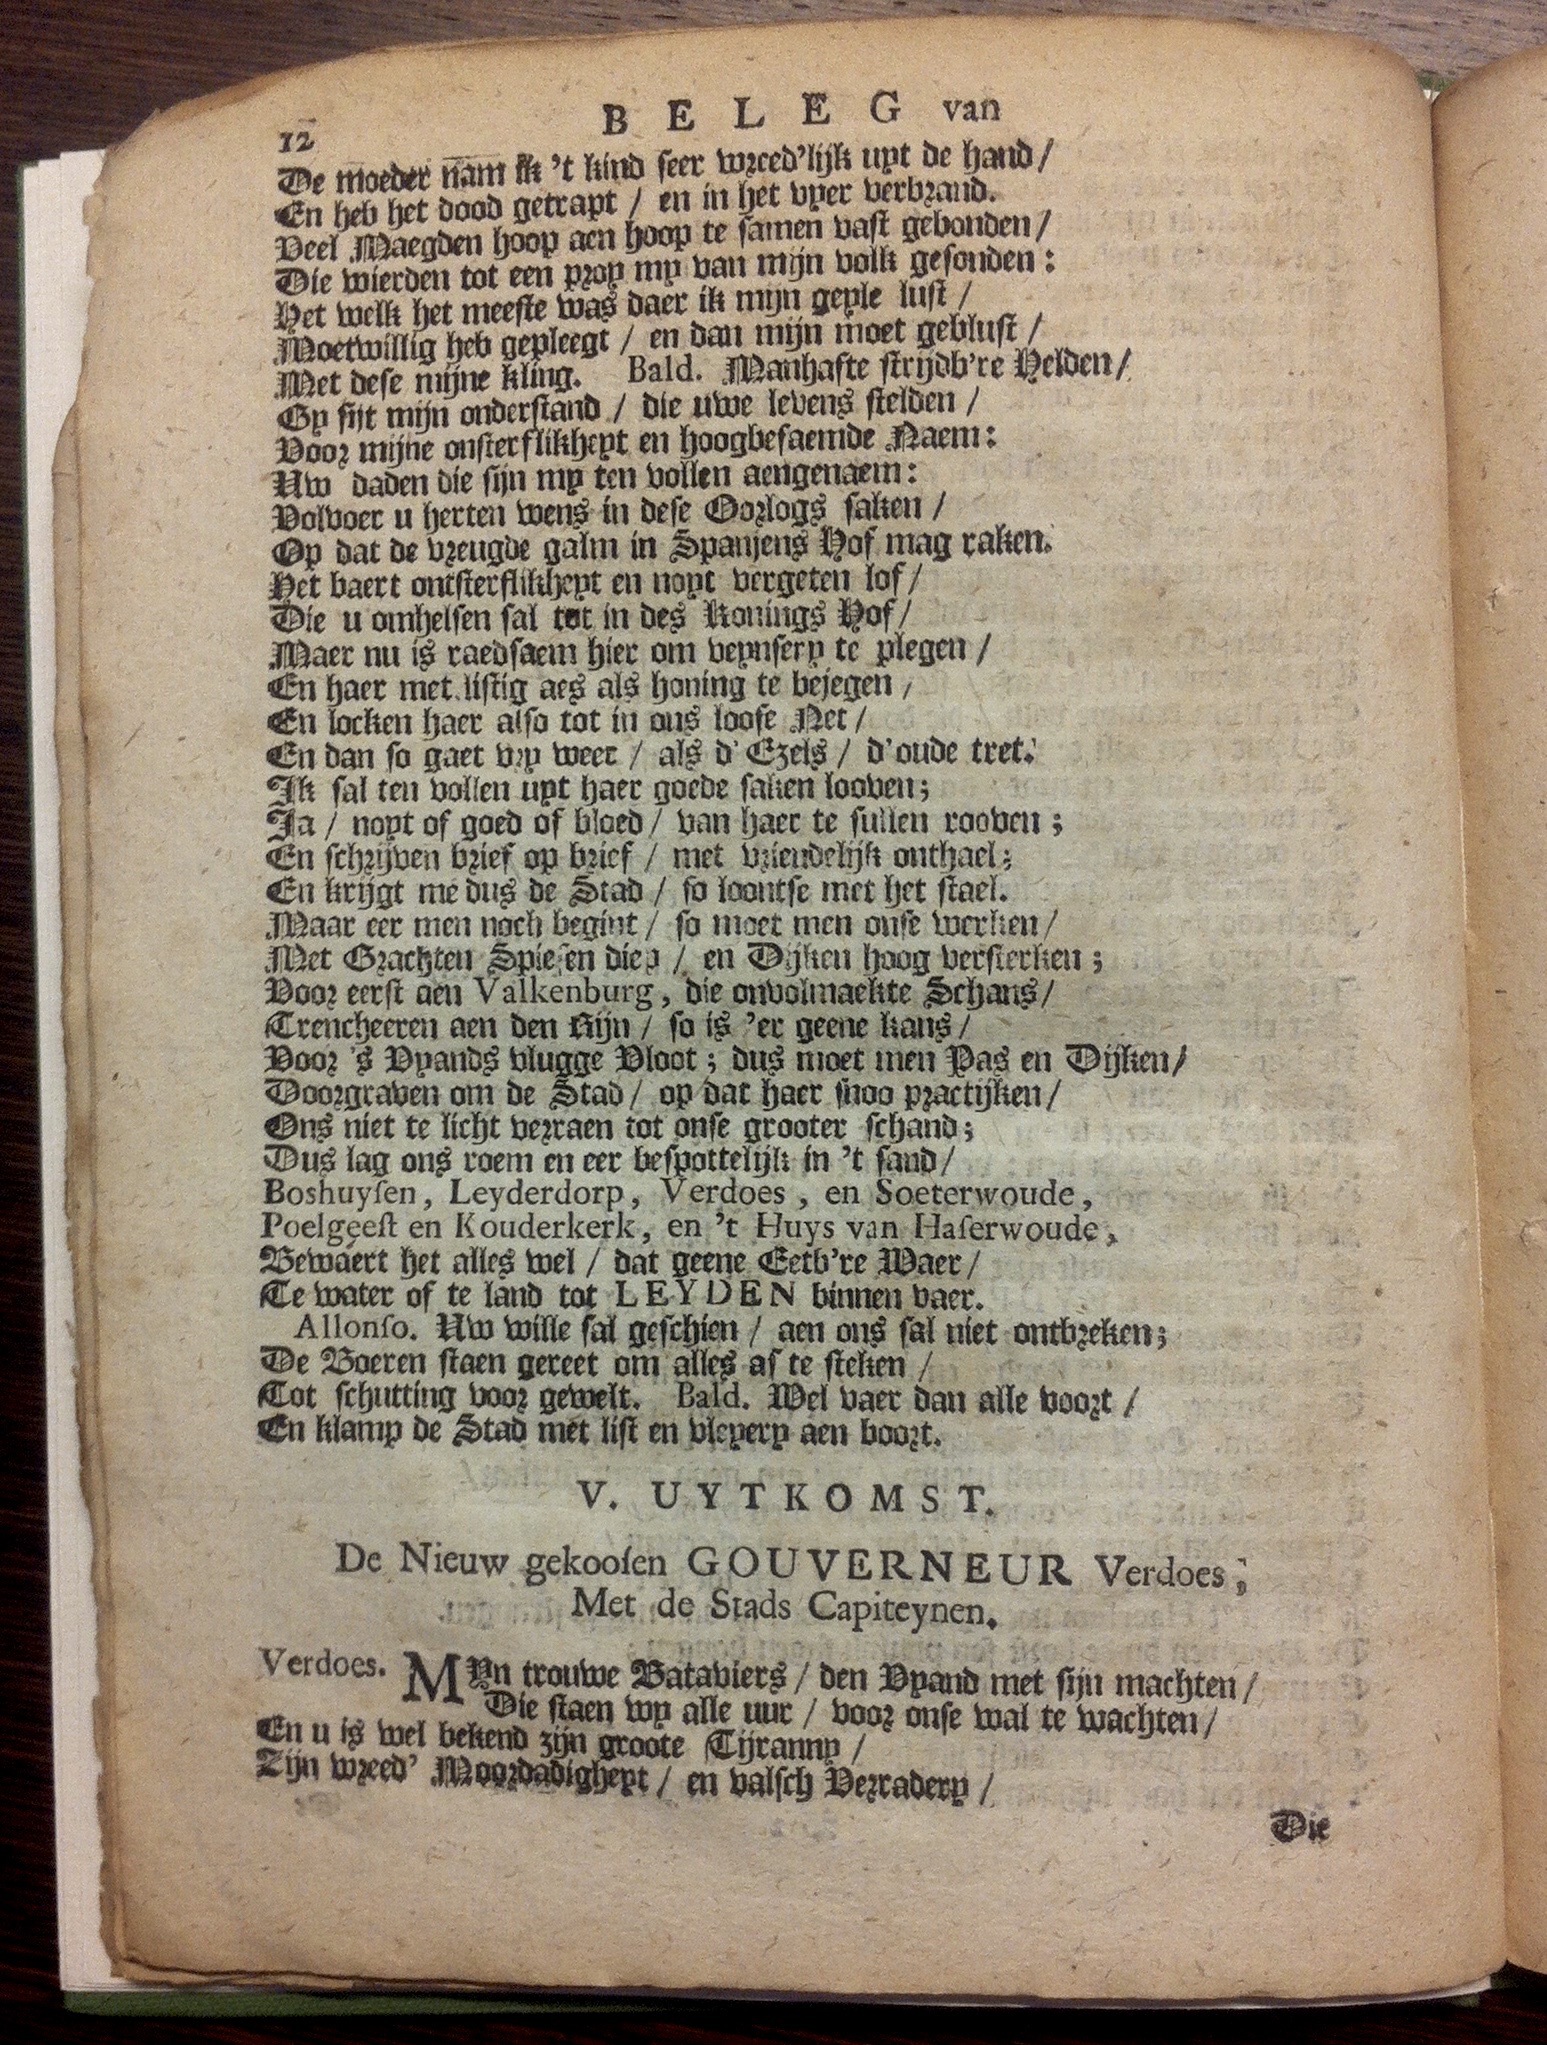 12 BELEG van
De moeder nam ik 't kind seer wreed'lijk uyt de hand /
En heb het dood getrapt / en in het vyer verbrand.
Veel Maegden hoop aen hoop te samen vast gebonden /
Die wierden tot een proy my van mijn volk gesonden:
Het welk het meeste was daer ik mijn geyle lust /
Moetwillig heb gepleegt / en dan mijn moet geblust /
Met dese mijne kling. Bald. Manhafte strijdb're Helden /
Gy sijt mijn onderstand / die uwe levens stelden /
Voor mijne onsterflikheyt en hoogbefaemde Naem:
Uw daden die sijn my ten vollen aengenaem:
Volvoer u herten wens in dese Oorlogs saken /
Op dat de vreugde galm in Spanjens Hof mag raken.
Het baert ontsterflikheyt en noyt vergeten lof /
Die u omhelsen sal tot in des Konings Hof /
Maer nu is raedsaem hier om veynsery te plegen /
En haer met listig aes als honing te bejegen /
En locken haer also tot in ons loose Net /
En dan so gaet vry weer / als d'Ezels / d'oude tret.
Ik sal ten vollen uyt haer goede saken looven;
Ja / noyt of goed of bloed / van haer te sullen rooven;
En schrijven brief op brief / met vriendelijk onthael;
En krijgt me dus de Stad / so loontse met het stael.
Maar eer men noch begint / so moet men onse werken /
Met Grachten Spiesen diep / en Dijken hoog versterken;
Voor eerst aen Valkenburg, die onvolmaekte Schans /
Trencheeren aen den Rijn / so is 'er geene kans /
Voor 's Vyands vlugge Vloot; dus moet men Pas en Dijken /
Doorgraven om de Stad / op dat haer snoo practijken /
Ons niet te licht verraen tot onse grooter schand;
Dus lag ons roem en eer bespottelijk in 't sand /
Boshuysen, Leyderdorp, Verdoes, en Soeterwoude,
Poelgeest en Kouderkerk, en 't Huys van Haserwoude,
Bewaert het alles wel / dat geene Eetb're Waer /
Te water of te land tot LEYDEN binnen vaer.
Allonso. Uw wille sal geschien / aen ons sal niet ontbreken;
De Boeren staen gereet om alles af te steken /
Tot schutting voor gewelt. Bald. Wel vaer dan alle voort /
En klamp de Stad met list en vleyery aen boort.
V. UYTKOMST.
De Nieuw gekoosen GOUVERNEUR Verdoes,
Met de Stads Capiteynen.
Verdoes. MYn trouwe Bataviers / den Vyand met sijn machten /
Die staen wy alle uur / voor onse wal te wachten /
En u is wel bekend zijn groote Tijranny /
Zijn wreed' Moordadigheyt / en valsch Verradery /
Die